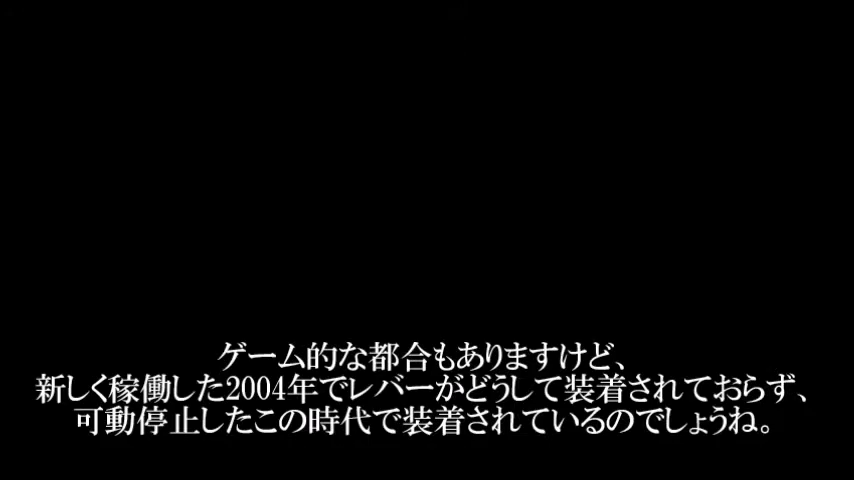 ゲーム的な都合もありますけど、
新しく稼働した2004年でレバーがどうして装着されておらず、
可動停止したこの時代で装着されているのでしょうね。